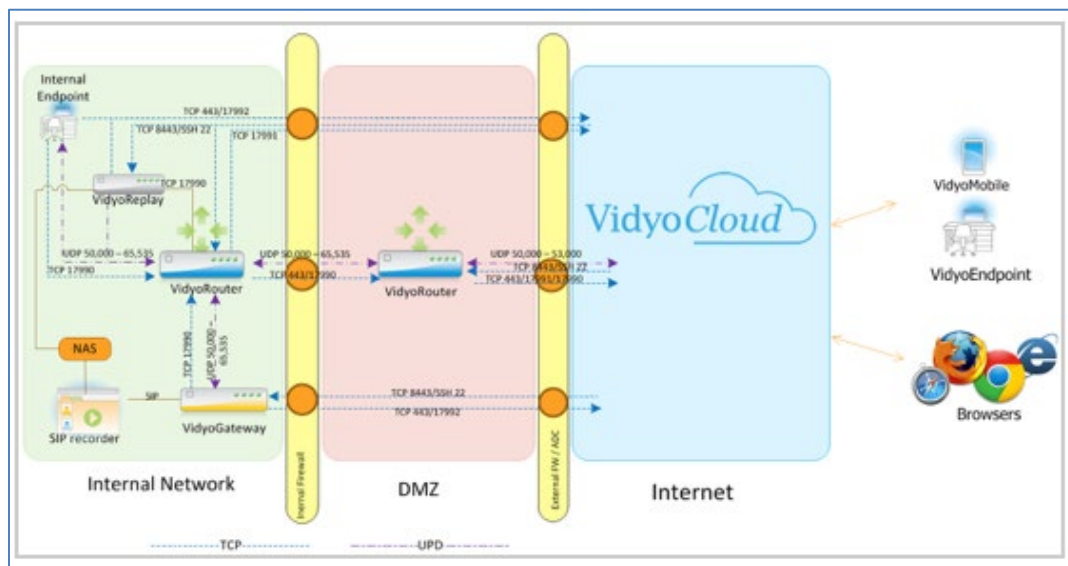 Internal
Endpoint
TCP 443/17992
TCP 8443/SSH 22
TCP 17991
TCP 17990
VidyoReplay
UDP 50,000 – 65,535
TCP 17990
VidyoRouter
UDP 50,000 – 65,535
TCP 443/17990
VidyoRouter
UDP 50,000 – 53,000
TCP 8443/SSH 22
TCP 443/17991/17990
VidyoCloud
VidyoMobile
VidyoEndpoint
Browsers
NAS
SIP recorder
SIP
TCP 17990
UDP 50,000 –
65,535
VidyoGateway
TCP 8443/SSH 22
TCP 443/17992
Internal Network
Inernal Firewall
DMZ
External FW / ADC
Internet
TCP
UPD